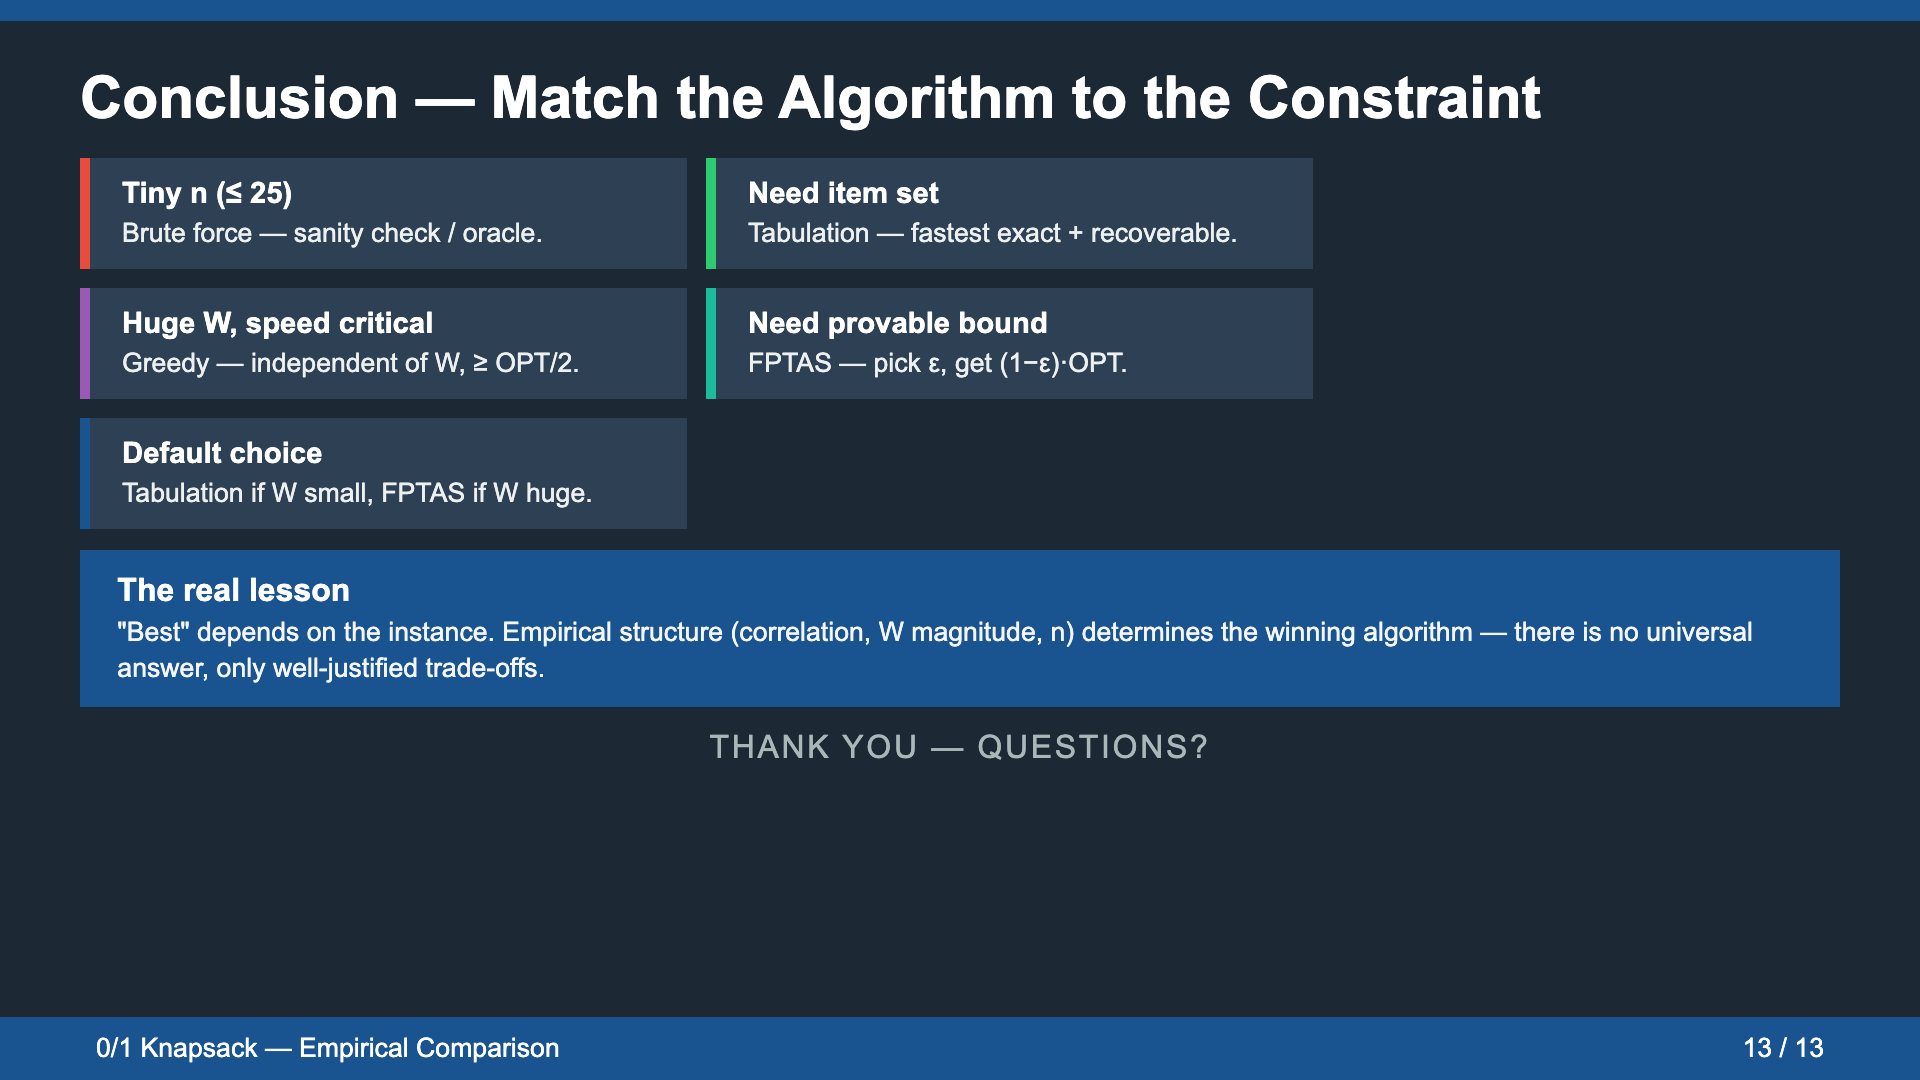 Conclusion — Match the Algorithm to the Constraint
Tiny n (≤ 25)
Brute force — sanity check / oracle.
Need item set
Tabulation — fastest exact + recoverable.
Huge W, speed critical
Greedy — independent of W, ≥ OPT/2.
Need provable bound
FPTAS — pick ε, get (1−ε)·OPT.
Default choice
Tabulation if W small, FPTAS if W huge.
The real lesson
"Best" depends on the instance. Empirical structure (correlation, W magnitude, n) determines the winning algorithm — there is no universal
answer, only well-justified trade-offs.
THANK YOU — QUESTIONS?
0/1 Knapsack — Empirical Comparison
13 / 13